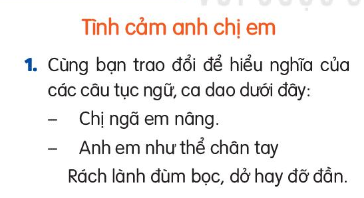 Tình cảm anh chị em
1. Cùng bạn trao đổi để hiểu nghĩa của
các câu tục ngữ, ca dao dưới đây:
– Chị ngã em nâng.
– Anh em như thể chân tay
Rách lành đùm bọc, dở hay đỡ đần.